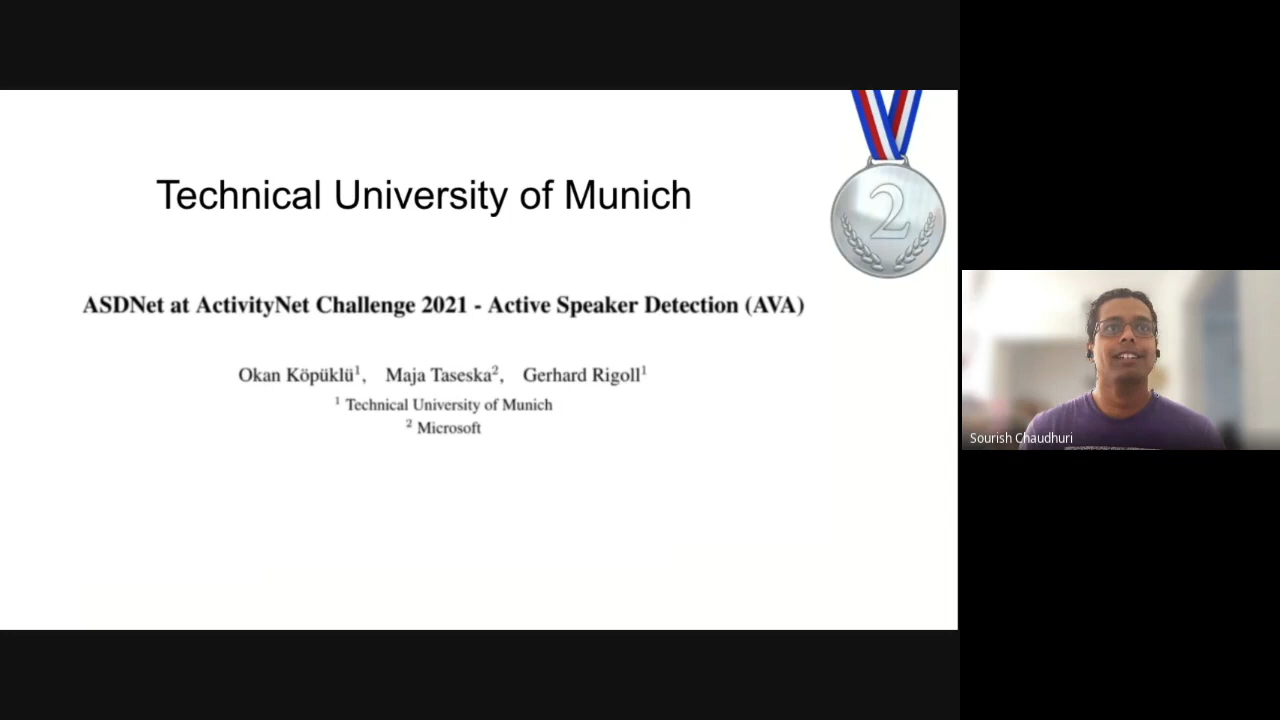 Technical University of Munich
2
ASDNet at ActivityNet Challenge 2021 - Active Speaker Detection (AVA)
Okan Köpüklü¹, Maja Taseska², Gerhard Rigoll¹
¹ Technical University of Munich
² Microsoft
Sourish Chaudhuri